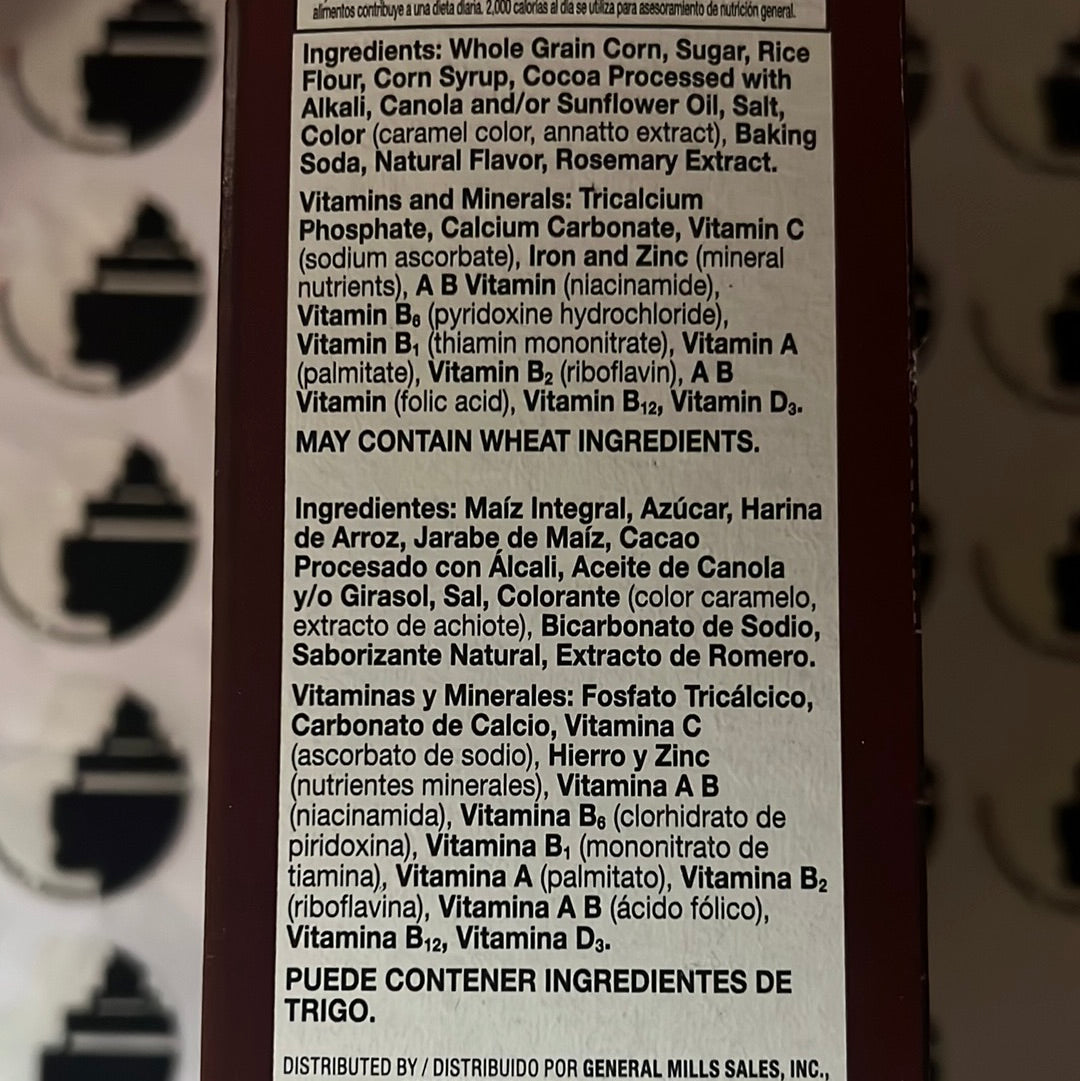 alimentos contribuye a una dieta diaria. 2,000 calorías al día se utiliza para asesoramiento de nutrición general.
Ingredients: Whole Grain Corn, Sugar, Rice
Flour, Corn Syrup, Cocoa Processed with
Alkali, Canola and/or Sunflower Oil, Salt,
Color (caramel color, annatto extract), Baking
Soda, Natural Flavor, Rosemary Extract.
Vitamins and Minerals: Tricalcium
Phosphate, Calcium Carbonate, Vitamin C
(sodium ascorbate), Iron and Zinc (mineral
nutrients), A B Vitamin (niacinamide),
Vitamin B₆ (pyridoxine hydrochloride),
Vitamin B₁ (thiamin mononitrate), Vitamin A
(palmitate), Vitamin B₂ (riboflavin), A B
Vitamin (folic acid), Vitamin B₁₂, Vitamin D₃.
MAY CONTAIN WHEAT INGREDIENTS.
Ingredientes: Maíz Integral, Azúcar, Harina
de Arroz, Jarabe de Maíz, Cacao
Procesado con Álcali, Aceite de Canola
y/o Girasol, Sal, Colorante (color caramelo,
extracto de achiote), Bicarbonato de Sodio,
Saborizante Natural, Extracto de Romero.
Vitaminas y Minerales: Fosfato Tricálcico,
Carbonato de Calcio, Vitamina C
(ascorbato de sodio), Hierro y Zinc
(nutrientes minerales), Vitamina A B
(niacinamida), Vitamina B₆ (clorhidrato de
piridoxina), Vitamina B₁ (mononitrato de
tiamina), Vitamina A (palmitato), Vitamina B₂
(riboflavina), Vitamina A B (ácido fólico),
Vitamina B₁₂, Vitamina D₃.
PUEDE CONTENER INGREDIENTES DE
TRIGO.
DISTRIBUTED BY / DISTRIBUIDO POR GENERAL MILLS SALES, INC.,